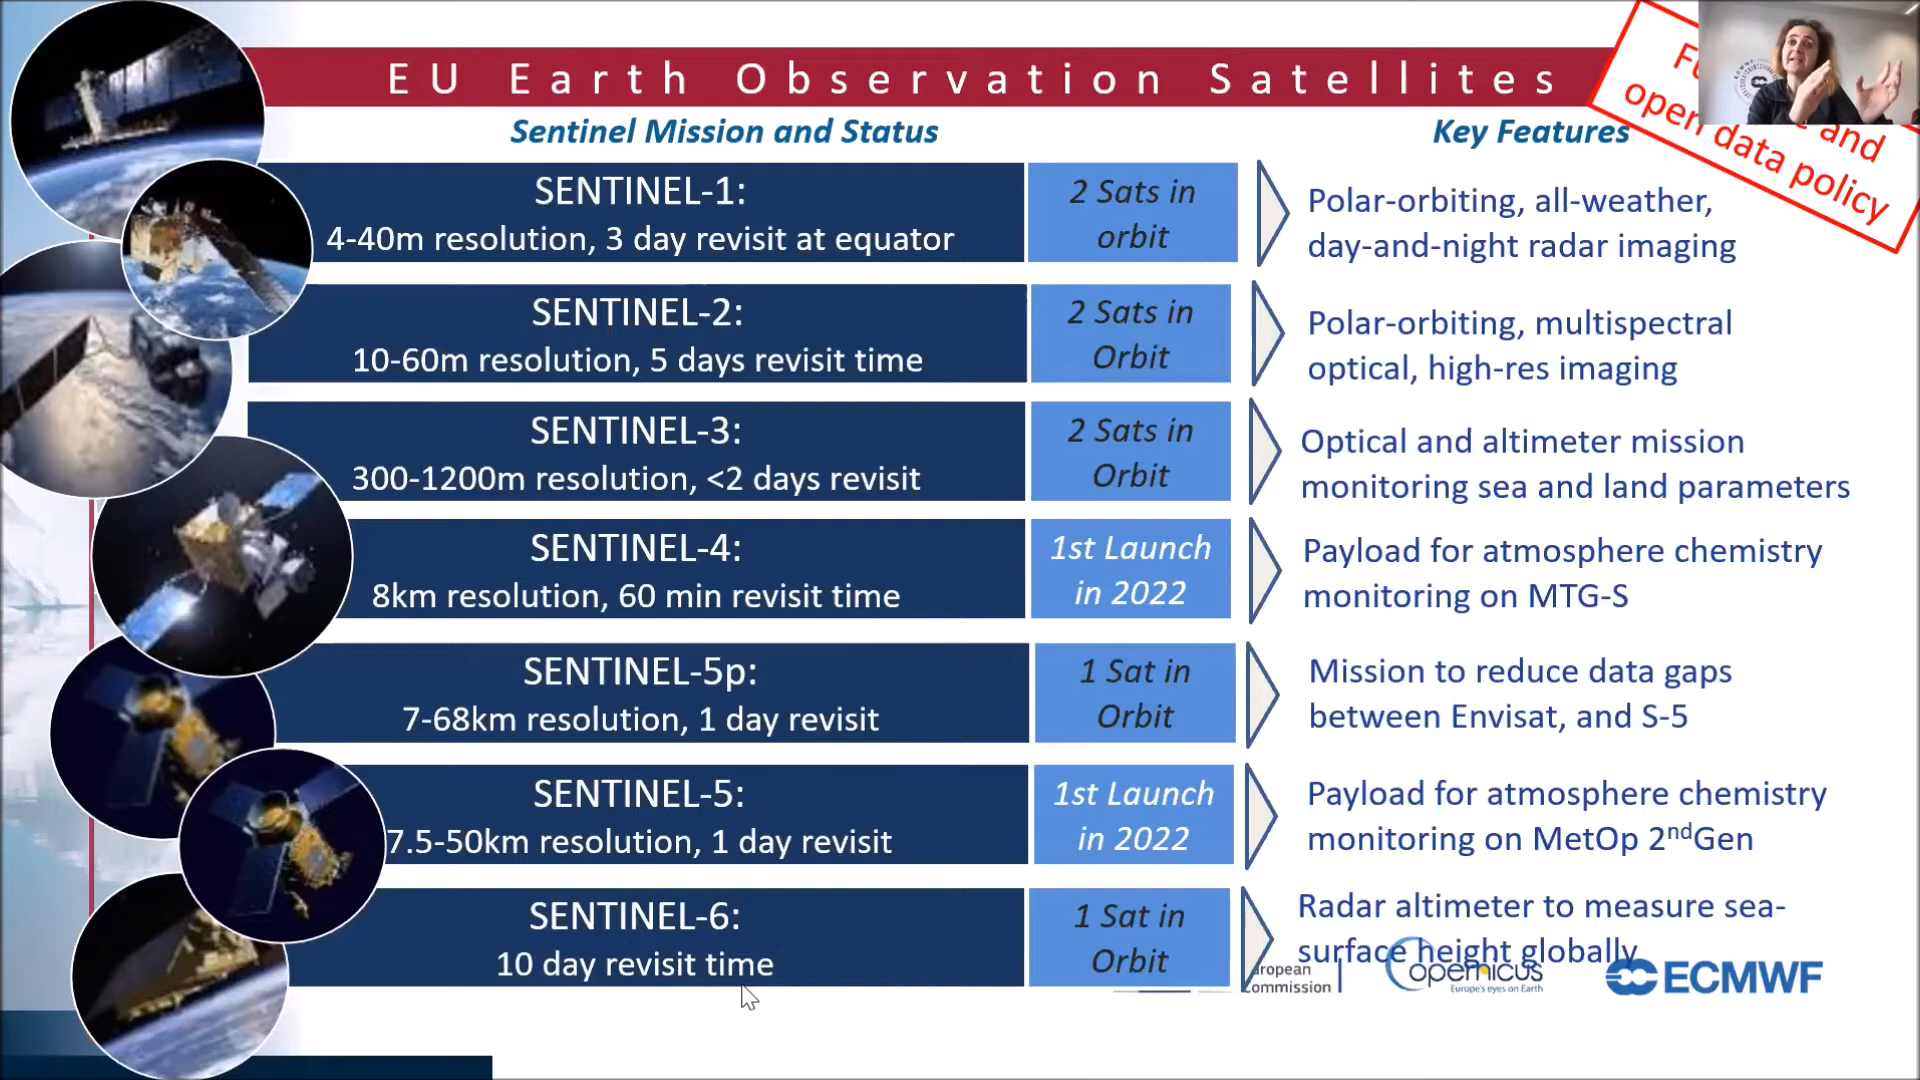 EU Earth Observation Satellites
Sentinel Mission and Status
Key Features
and
open data policy
SENTINEL-1:
4-40m resolution, 3 day revisit at equator
2 Sats in
orbit
Polar-orbiting, all-weather,
day-and-night radar imaging
SENTINEL-2:
10-60m resolution, 5 days revisit time
2 Sats in
Orbit
Polar-orbiting, multispectral
optical, high-res imaging
SENTINEL-3:
300-1200m resolution, <2 days revisit
2 Sats in
Orbit
Optical and altimeter mission
monitoring sea and land parameters
SENTINEL-4:
8km resolution, 60 min revisit time
1st Launch
in 2022
Payload for atmosphere chemistry
monitoring on MTG-S
SENTINEL-5p:
7-68km resolution, 1 day revisit
1 Sat in
Orbit
Mission to reduce data gaps
between Envisat, and S-5
SENTINEL-5:
7.5-50km resolution, 1 day revisit
1st Launch
in 2022
Payload for atmosphere chemistry
monitoring on MetOp 2ndGen
SENTINEL-6:
10 day revisit time
1 Sat in
Orbit
Radar altimeter to measure sea-
surface height globally
opernicus
Europe's eyes on Earth
ECMWF